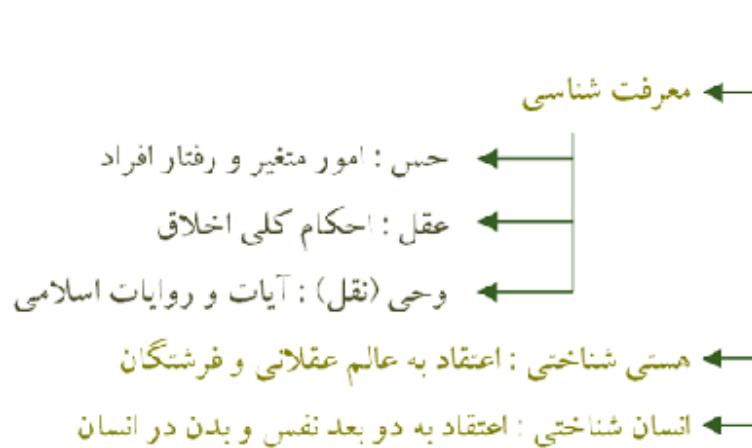 معرفت شناسی
حس : امور متغیر و رفتار افراد
عقل : احکام کلی اخلاق
وحی (نقل) : آیات و روایات اسلامی
هستی شناختی : اعتقاد به عالم عقلانی و فرشتگان
انسان شناختی : اعتقاد به دو بعد نفس و بدن در انسان